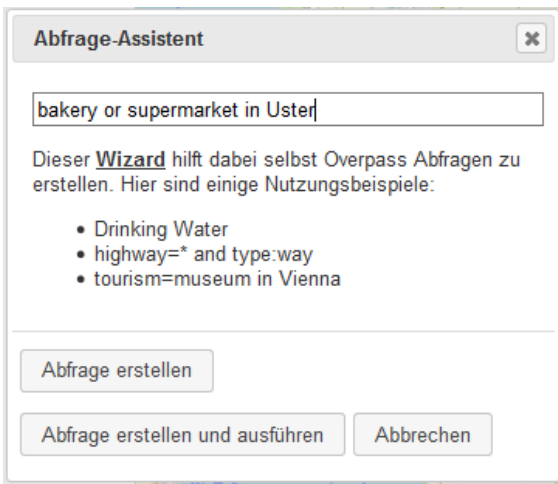 Abfrage-Assistent
bakery or supermarket in Uster
Dieser Wizard hilft dabei selbst Overpass Abfragen zu
erstellen. Hier sind einige Nutzungsbeispiele:
• Drinking Water
• highway=* and type:way
• tourism=museum in Vienna
Abfrage erstellen
Abfrage erstellen und ausführen Abbrechen